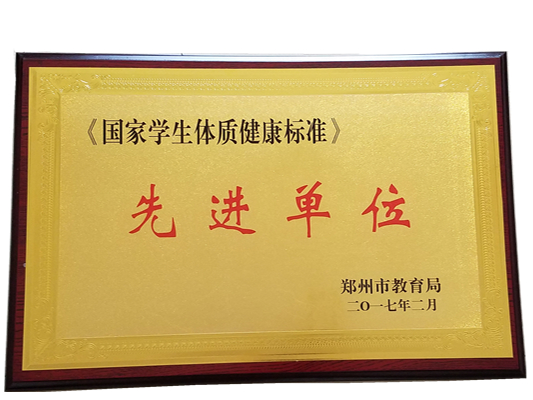 《国家学生体质健康标准》
先进单位
郑州市教育局
二〇一七年二月